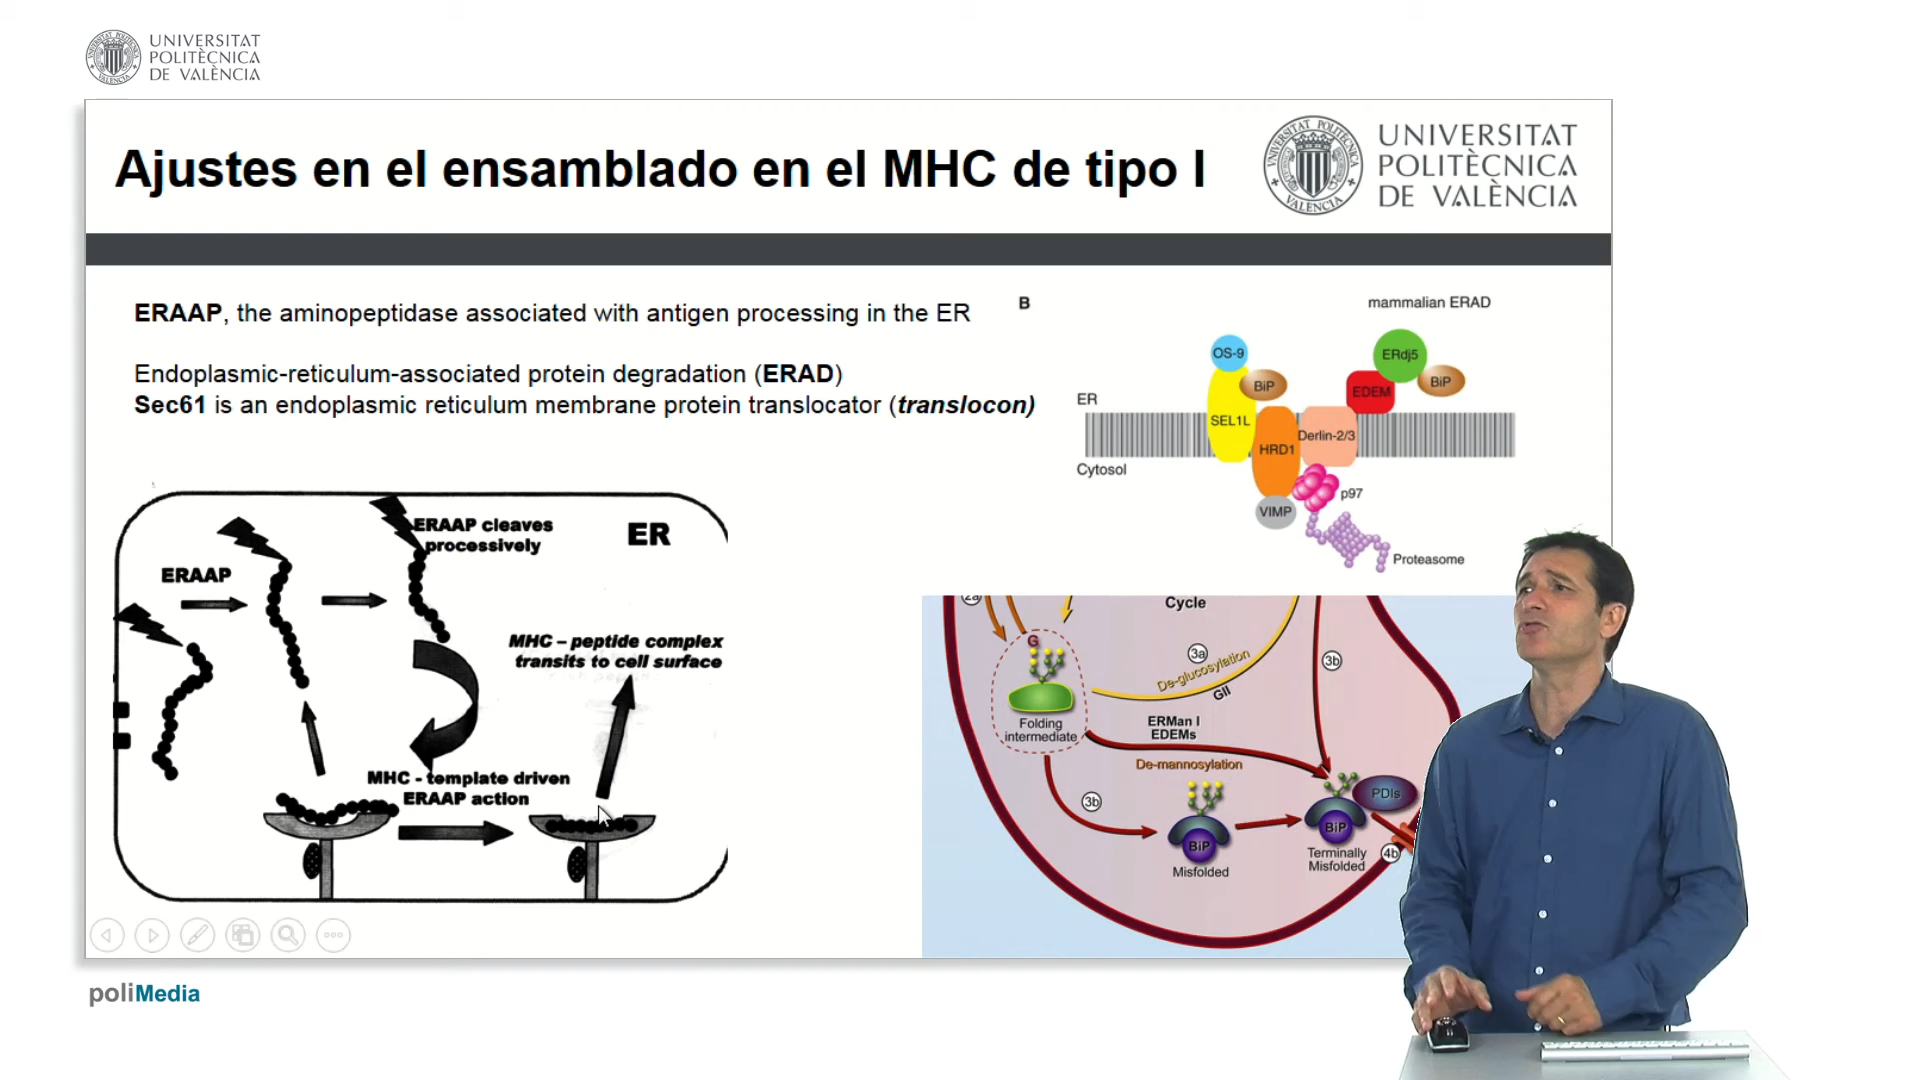 UNIVERSITAT
POLITÈCNICA
DE VALÈNCIA
Ajustes en el ensamblado en el MHC de tipo I
UNIVERSITAT
POLITÈCNICA
DE VALÈNCIA
ERAAP, the aminopeptidase associated with antigen processing in the ER
Endoplasmic-reticulum-associated protein degradation (ERAD)
Sec61 is an endoplasmic reticulum membrane protein translocator (translocon)
B
mammalian ERAD
OS-9
ERdj5
BiP
BiP
EDEM
ER
SEL1L
Derlin-2/3
HRD1
Cytosol
p97
VIMP
Proteasome
ERAAP cleaves
processively
ER
ERAAP
MHC – peptide complex
transits to cell surface
MHC - template driven
ERAAP action
2a
Cycle
G
3a
De-glucosylation
GII
3b
Folding
intermediate
ERMan I
EDEMs
De-mannosylation
3b
PDIs
BiP
BiP
Misfolded
Terminally
Misfolded
4b
poliMedia